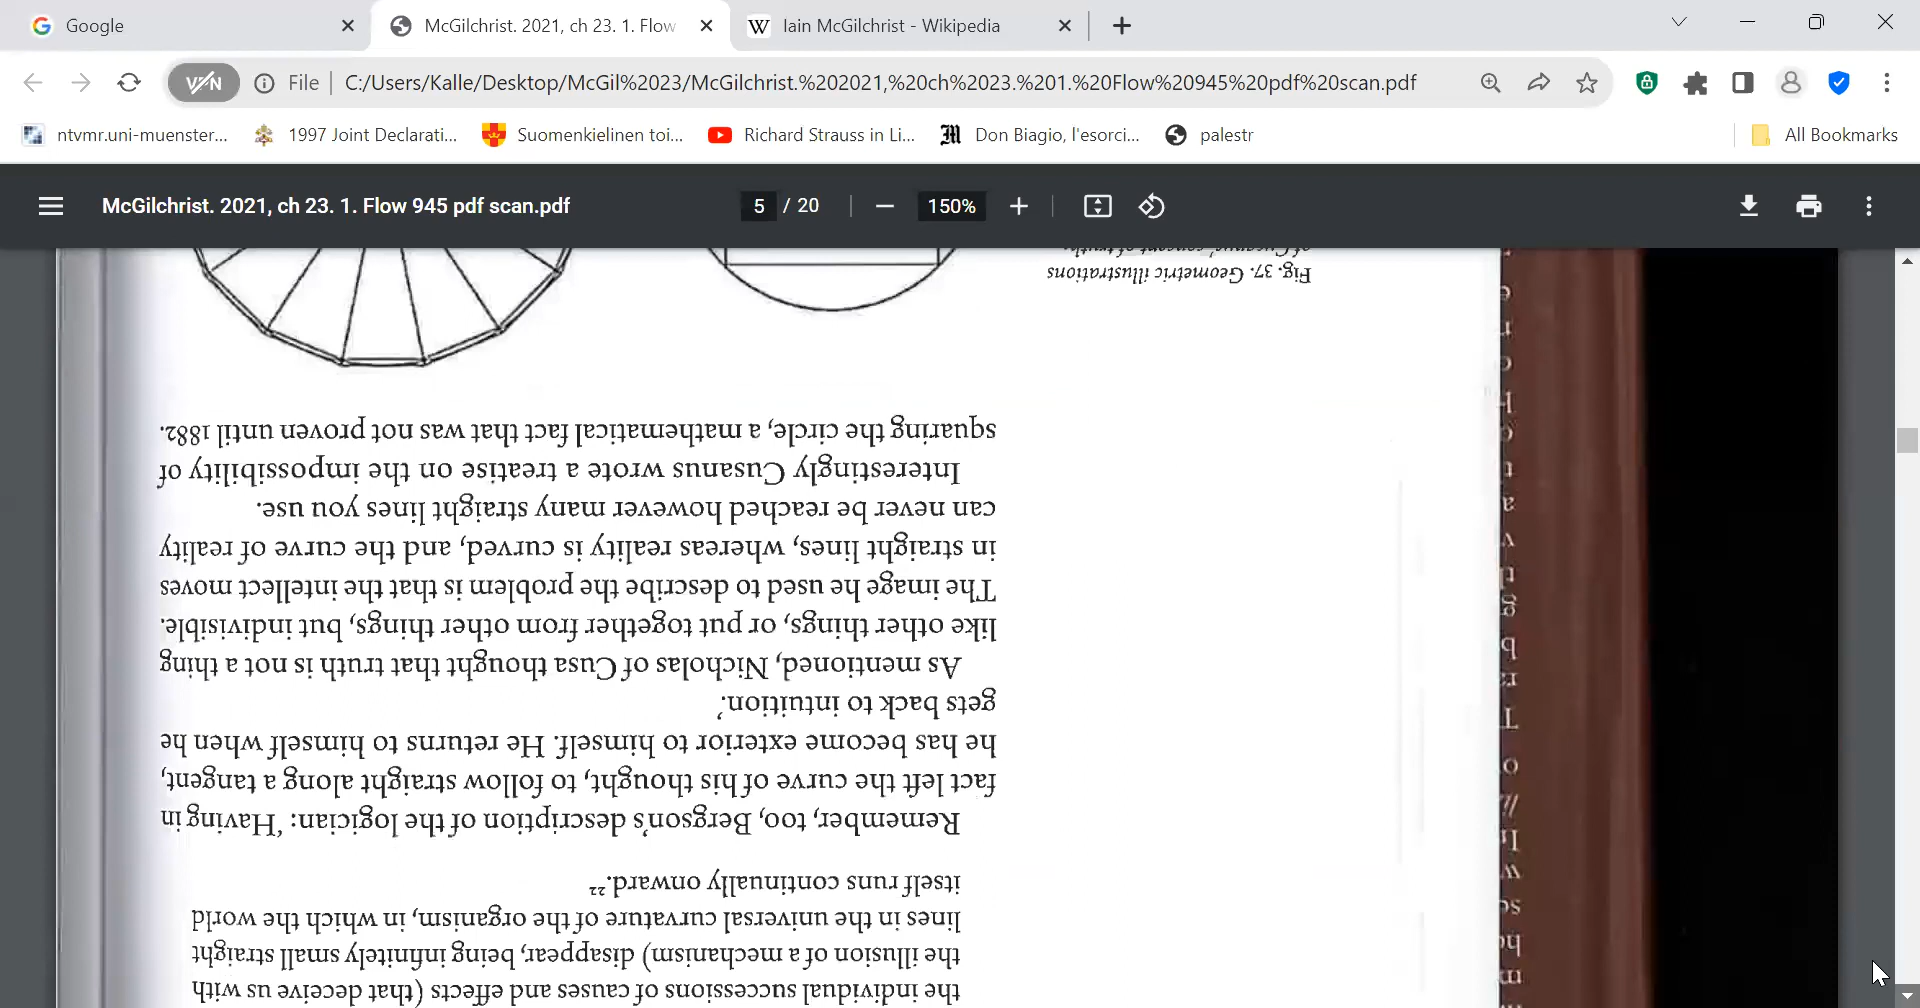 Google
McGilchrist. 2021, ch 23. 1. Flow
Iain McGilchrist - Wikipedia
VPN
File
C:/Users/Kalle/Desktop/McGil%2023/McGilchrist.%202021,%20ch%2023.%201.%20Flow%20945%20pdf%20scan.pdf
ntvmr.uni-muenster...
1997 Joint Declarati...
Suomenkielinen toi...
Richard Strauss in Li...
Don Biagio, l'esorci...
palestr
All Bookmarks
McGilchrist. 2021, ch 23. 1. Flow 945 pdf scan.pdf
5 / 20
150%
the individual successions of causes and effects (that deceive us with
the illusion of a mechanism) disappear, being infinitely small straight
lines in the universal curvature of the organism, in which the world
itself runs continually onward.22
Remember, too, Bergson's description of the logician: 'Having in
fact left the curve of his thought, to follow straight along a tangent,
he has become exterior to himself. He returns to himself when he
gets back to intuition.'
As mentioned, Nicholas of Cusa thought that truth is not a thing
like other things, or put together from other things, but indivisible.
The image he used to describe the problem is that the intellect moves
in straight lines, whereas reality is curved, and the curve of reality
can never be reached however many straight lines you use.
Interestingly Cusanus wrote a treatise on the impossibility of
squaring the circle, a mathematical fact that was not proven until 1882.
Fig. 37. Geometric illustrations